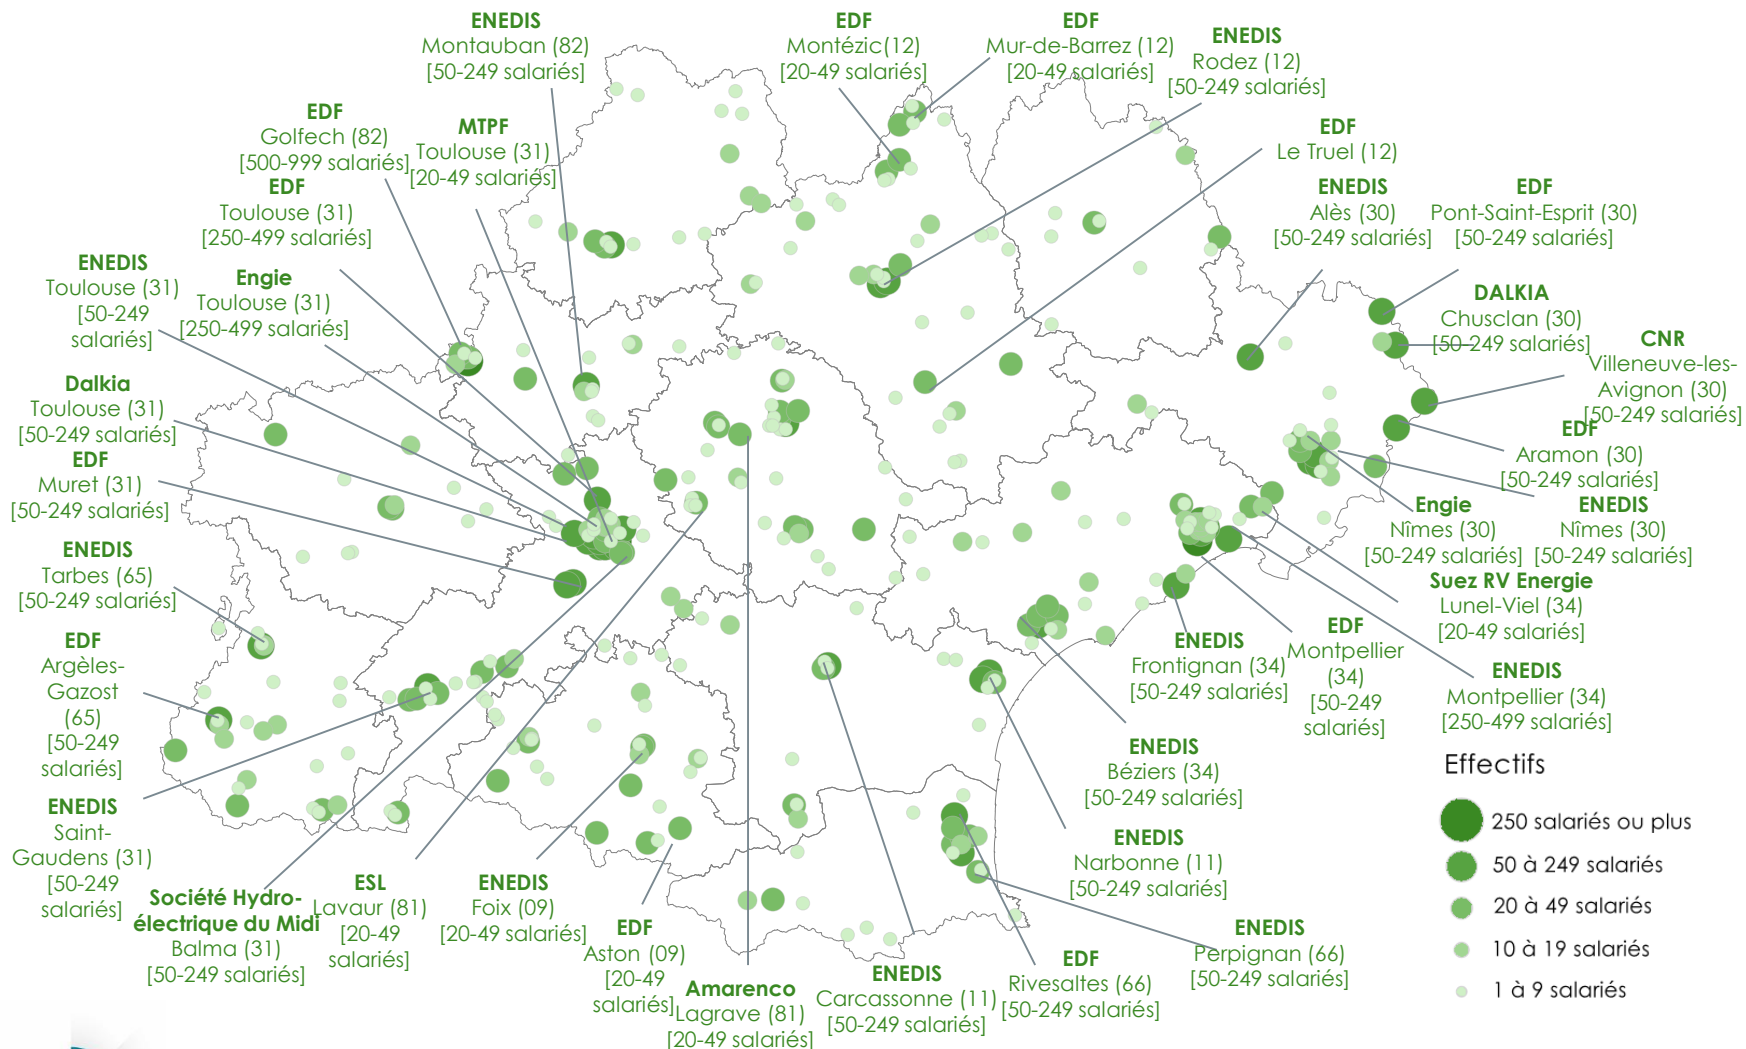 ENEDIS
Montauban (82)
[50-249 salariés]
EDF
Montézic(12)
[20-49 salariés]
EDF
Mur-de-Barrez (12)
[20-49 salariés]
ENEDIS
Rodez (12)
[50-249 salariés]
EDF
Golfech (82)
[500-999 salariés]
MTPF
Toulouse (31)
[20-49 salariés]
EDF
Le Truel (12)
EDF
Toulouse (31)
[250-499 salariés]
ENEDIS
Alès (30)
[50-249 salariés]
EDF
Pont-Saint-Esprit (30)
[50-249 salariés]
ENEDIS
Toulouse (31)
[50-249
salariés]
Engie
Toulouse (31)
[250-499 salariés]
DALKIA
Chusclan (30)
[50-249 salariés]
CNR
Villeneuve-les-
Avignon (30)
[50-249 salariés]
Dalkia
Toulouse (31)
[50-249 salariés]
EDF
Aramon (30)
[50-249 salariés]
EDF
Muret (31)
[50-249 salariés]
Engie
Nîmes (30)
[50-249 salariés]
ENEDIS
Nîmes (30)
[50-249 salariés]
ENEDIS
Tarbes (65)
[50-249 salariés]
Suez RV Energie
Lunel-Viel (34)
[20-49 salariés]
EDF
Argèles-
Gazost
(65)
[50-249
salariés]
ENEDIS
Frontignan (34)
[50-249 salariés]
EDF
Montpellier
(34)
[50-249
salariés]
ENEDIS
Montpellier (34)
[250-499 salariés]
ENEDIS
Béziers (34)
[50-249 salariés]
ENEDIS
Saint-
Gaudens (31)
[50-249
salariés]
ENEDIS
Narbonne (11)
[50-249 salariés]
Société Hydro-
électrique du Midi
Balma (31)
[50-249 salariés]
ESL
Lavaur (81)
[20-49
salariés]
ENEDIS
Foix (09)
[20-49 salariés]
EDF
Aston (09)
[20-49
salariés]
Amarenco
Lagrave (81)
[20-49 salariés]
ENEDIS
Carcassonne (11)
[50-249 salariés]
EDF
Rivesaltes (66)
[50-249 salariés]
ENEDIS
Perpignan (66)
[50-249 salariés]
Effectifs
250 salariés ou plus
50 à 249 salariés
20 à 49 salariés
10 à 19 salariés
1 à 9 salariés